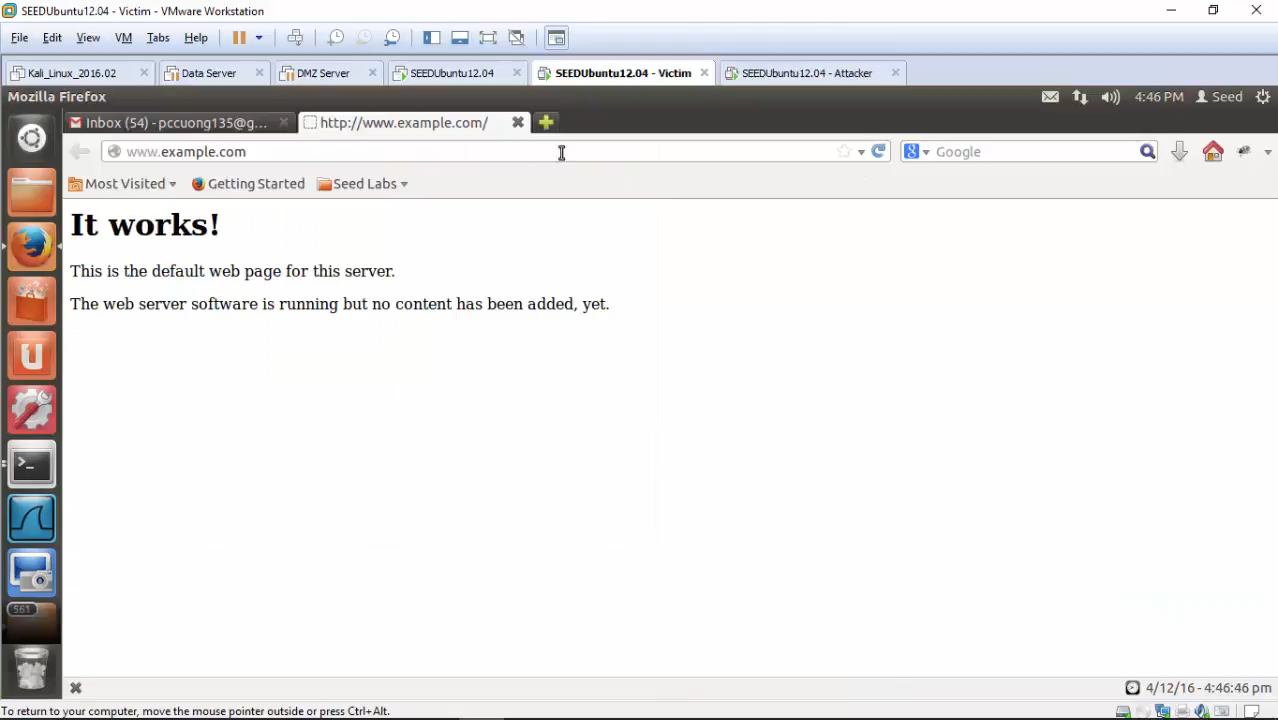 SEEDUbuntu12.04 - Victim - VMware Workstation
File Edit View VM Tabs Help
Kali_Linux_2016.02 Data Server DMZ Server SEEDUbuntu12.04 SEEDUbuntu12.04 - Victim SEEDUbuntu12.04 - Attacker
Mozilla Firefox 4:46 PM Seed
Inbox (54) - pccuong135@g... http://www.example.com/
www.example.com Google
Most Visited Getting Started Seed Labs
It works!
This is the default web page for this server.
The web server software is running but no content has been added, yet.
561
4/12/16 - 4:46:46 pm
To return to your computer, move the mouse pointer outside or press Ctrl+Alt.